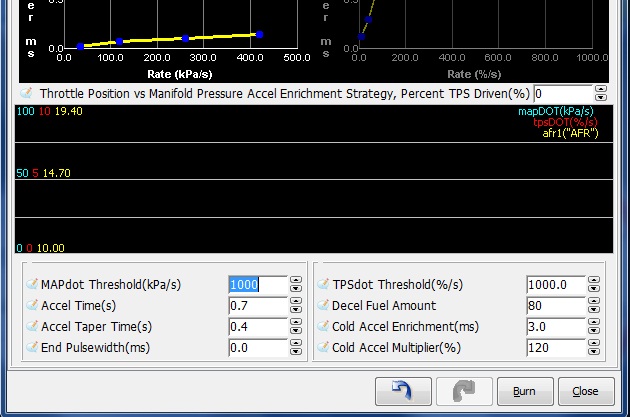 e
r
m
s
0.0 100.0 200.0 300.0 400.0 500.0
Rate (kPa/s)
e
r
m
s
0.0 200.0 400.0 600.0 800.0 1000.0
Rate (%/s)
Throttle Position vs Manifold Pressure Accel Enrichment Strategy, Percent TPS Driven(%) 0
100 10 19.40
mapDOT(kPa/s)
tpsDOT(%/s)
afr1("AFR")
50 5 14.70
0 0 10.00
MAPdot Threshold(kPa/s) 1000
Accel Time(s) 0.7
Accel Taper Time(s) 0.4
End Pulsewidth(ms) 0.0
TPSdot Threshold(%/s) 1000.0
Decel Fuel Amount 80
Cold Accel Enrichment(ms) 3.0
Cold Accel Multiplier(%) 120
Burn
Close